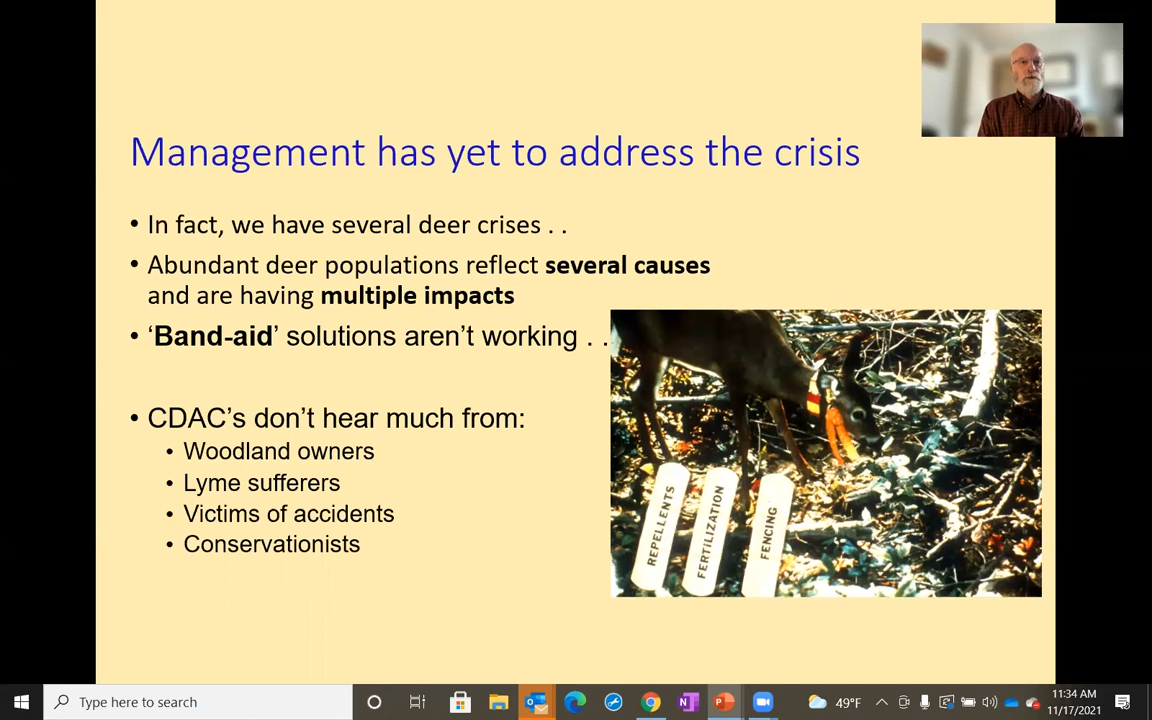 Management has yet to address the crisis
• In fact, we have several deer crises . .
• Abundant deer populations reflect several causes
and are having multiple impacts
• ‘Band-aid’ solutions aren’t working . .
• CDAC’s don’t hear much from:
• Woodland owners
• Lyme sufferers
• Victims of accidents
• Conservationists
REPELLENTS
FERTILIZATION
FENCING
Type here to search
49°F
11:34 AM
11/17/2021